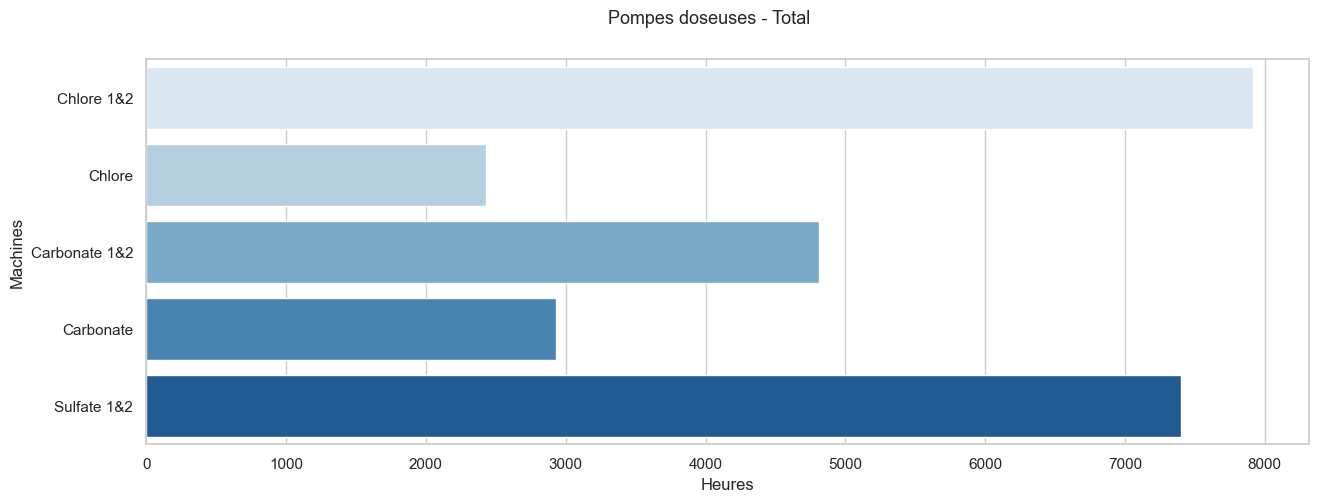 Pompes doseuses - Total
Machines
Chlore 1&2
Chlore
Carbonate 1&2
Carbonate
Sulfate 1&2
0 1000 2000 3000 4000 5000 6000 7000 8000
Heures